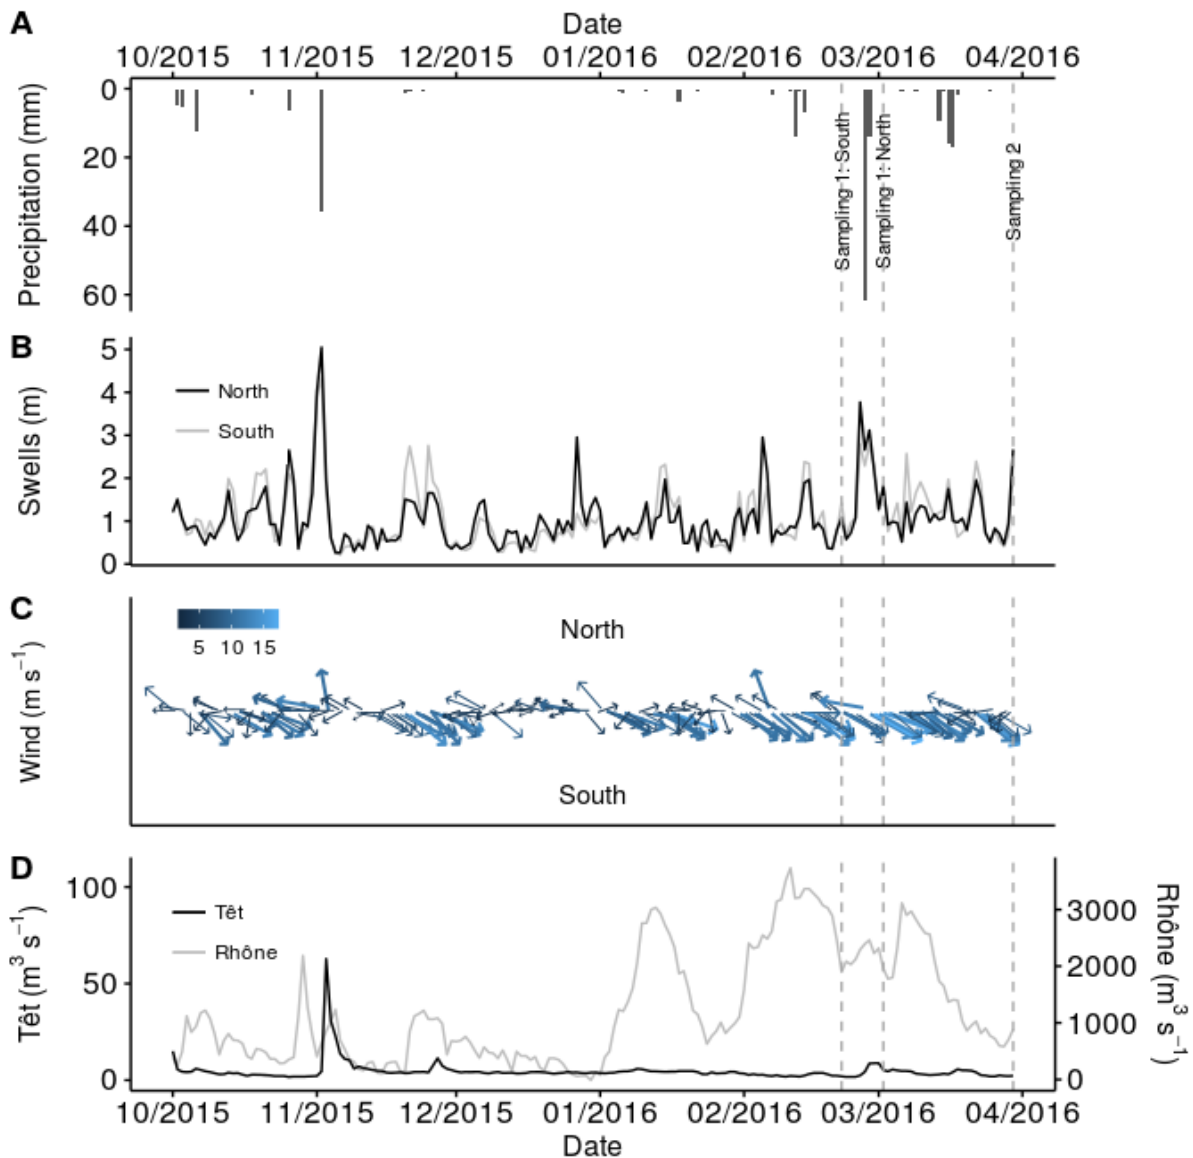 A
Date
10/2015 11/2015 12/2015 01/2016 02/2016 03/2016 04/2016
Precipitation (mm)
0
20
40
60
Sampling 1: South
Sampling 1: North
Sampling 2
B
Swells (m)
5
4
3
2
1
0
North
South
C
Wind (m s⁻¹)
5 10 15
North
South
D
Têt (m³ s⁻¹)
100
50
0
Têt
Rhône
3000
2000
1000
0
Rhône (m³ s⁻¹)
10/2015 11/2015 12/2015 01/2016 02/2016 03/2016 04/2016
Date